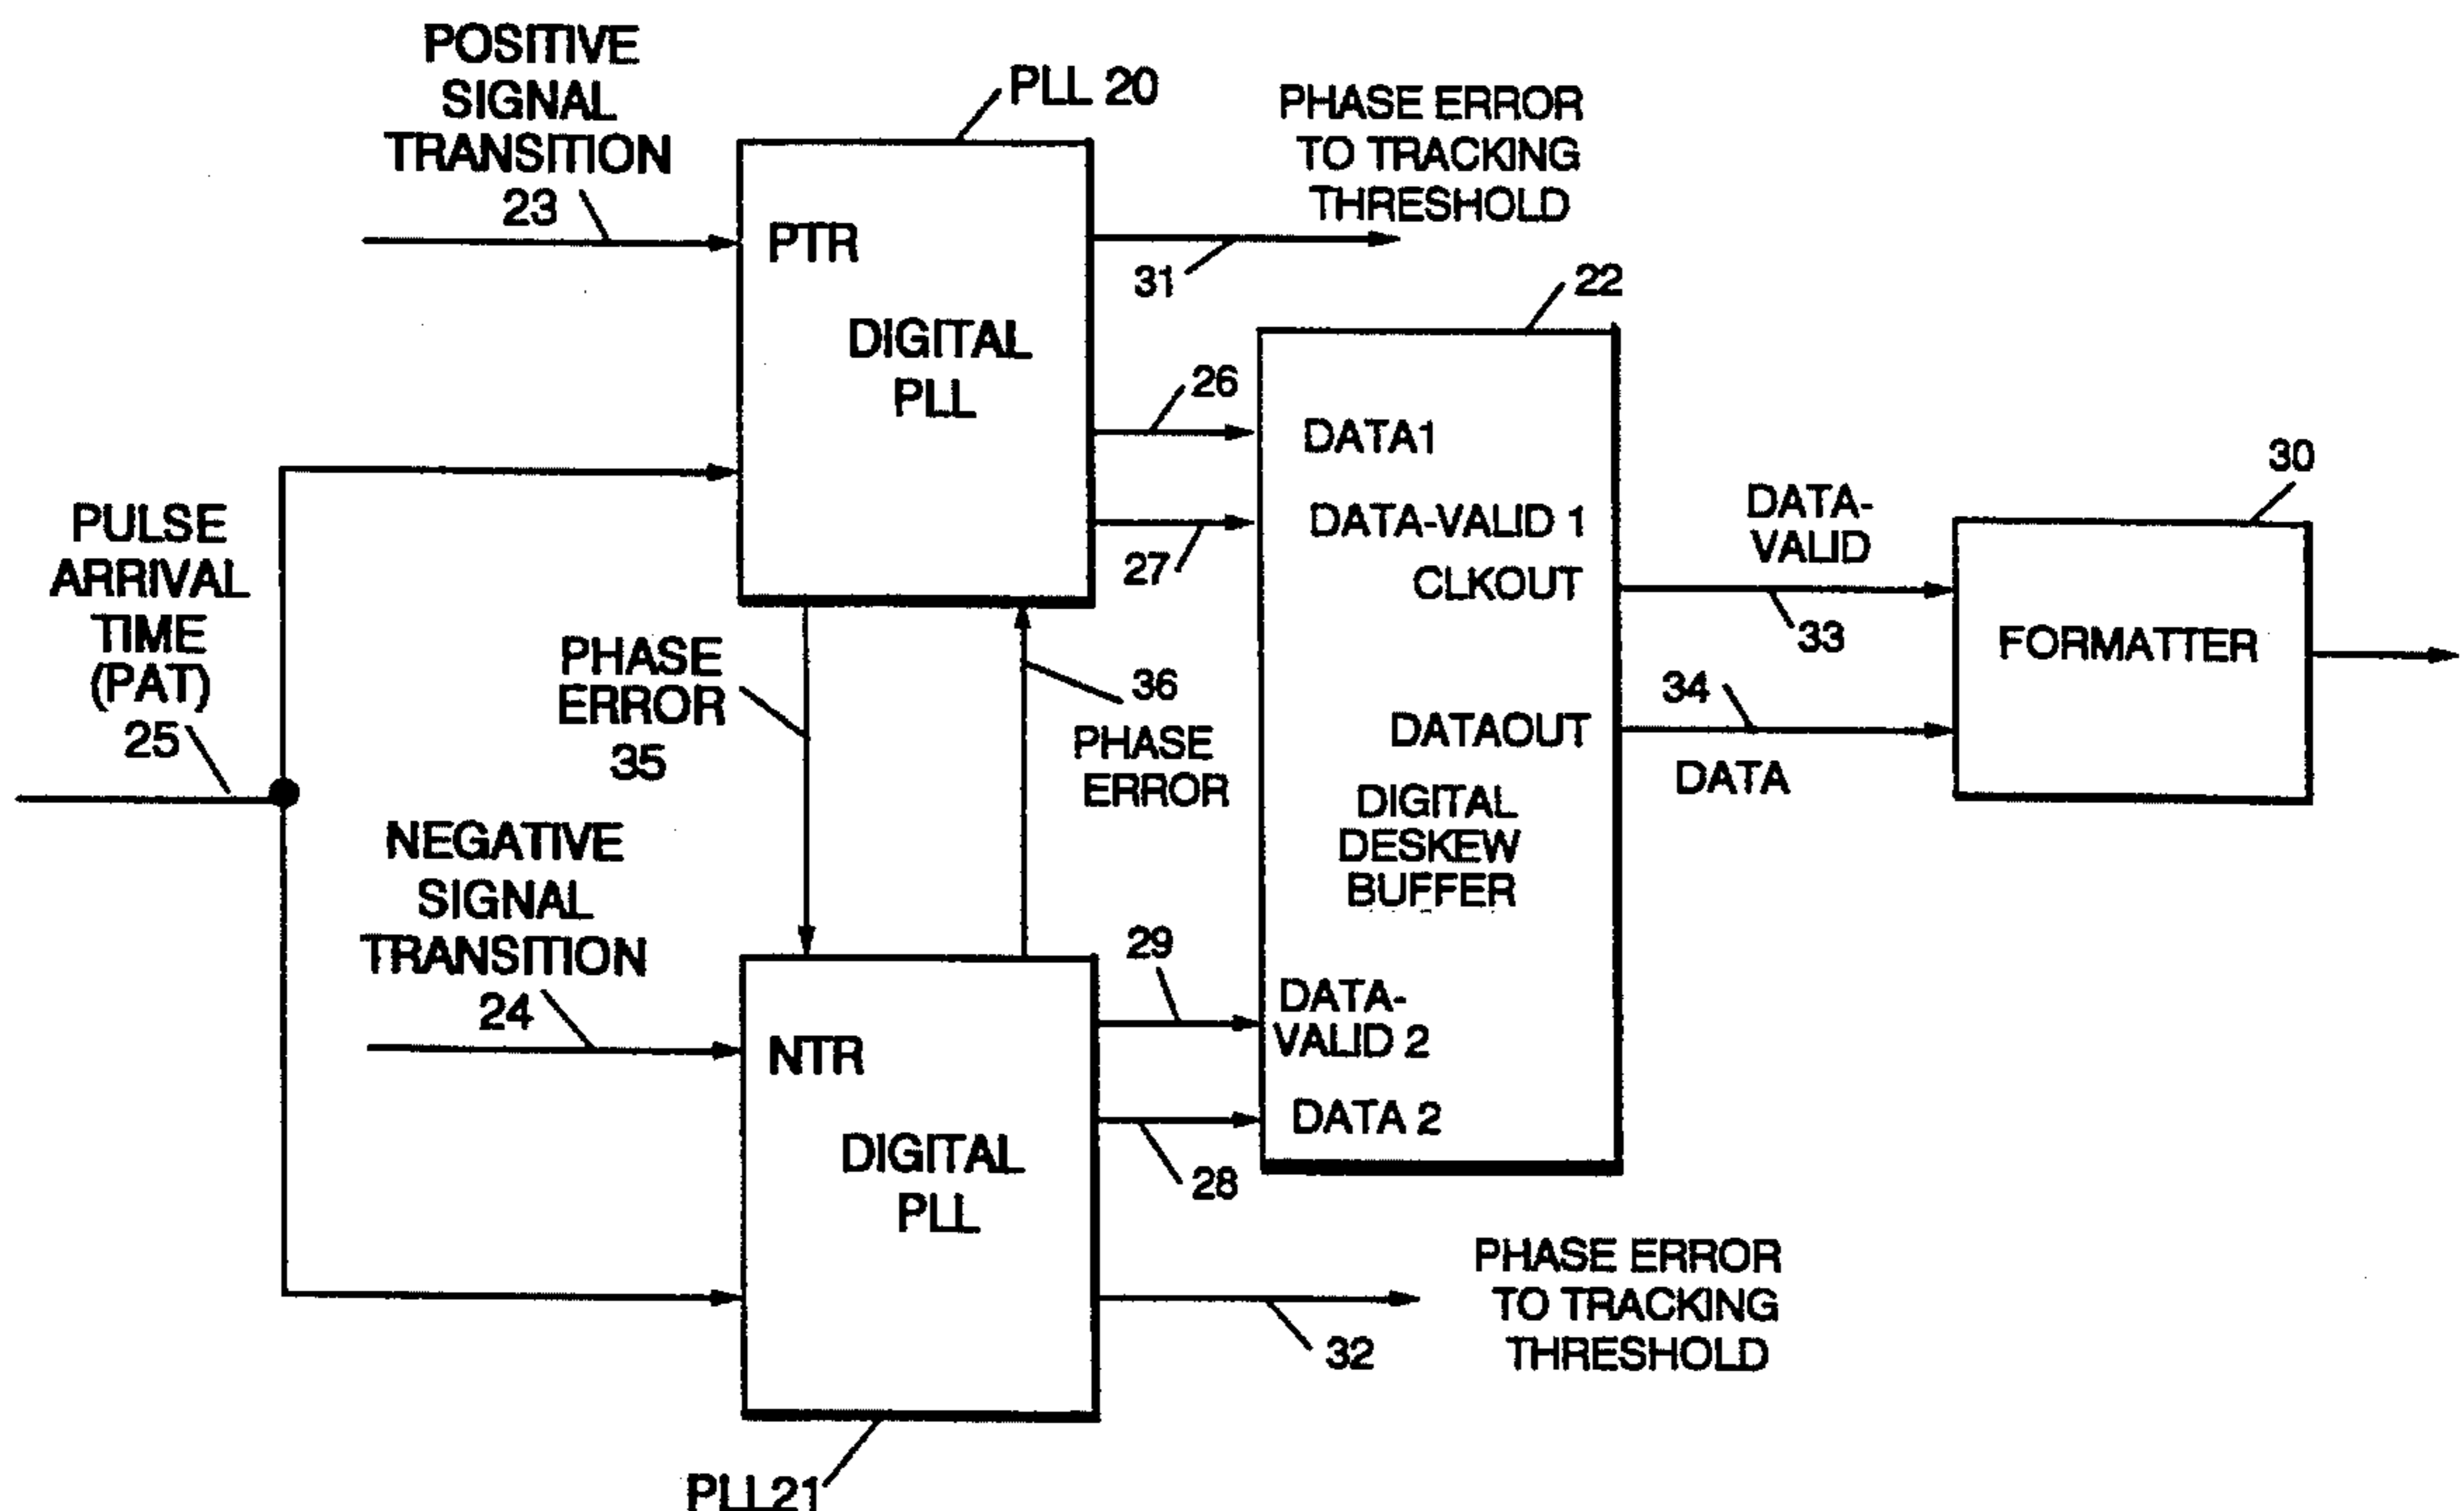 POSITIVE
SIGNAL
TRANSITION
23
PLL 20
PHASE ERROR
TO TRACKING
THRESHOLD
31
PTR
DIGITAL
PLL
22
26
DATA1
DATA-VALID 1
27
CLKOUT
DATA-
VALID
33
30
FORMATTER
PULSE
ARRIVAL
TIME
(PAT)
25
PHASE
ERROR
35
36
PHASE
ERROR
34
DATAOUT
DATA
DIGITAL
DESKEW
BUFFER
NEGATIVE
SIGNAL
TRANSITION
24
NTR
DIGITAL
PLL
29
DATA-
VALID 2
DATA 2
28
PHASE ERROR
TO TRACKING
THRESHOLD
32
PLL21